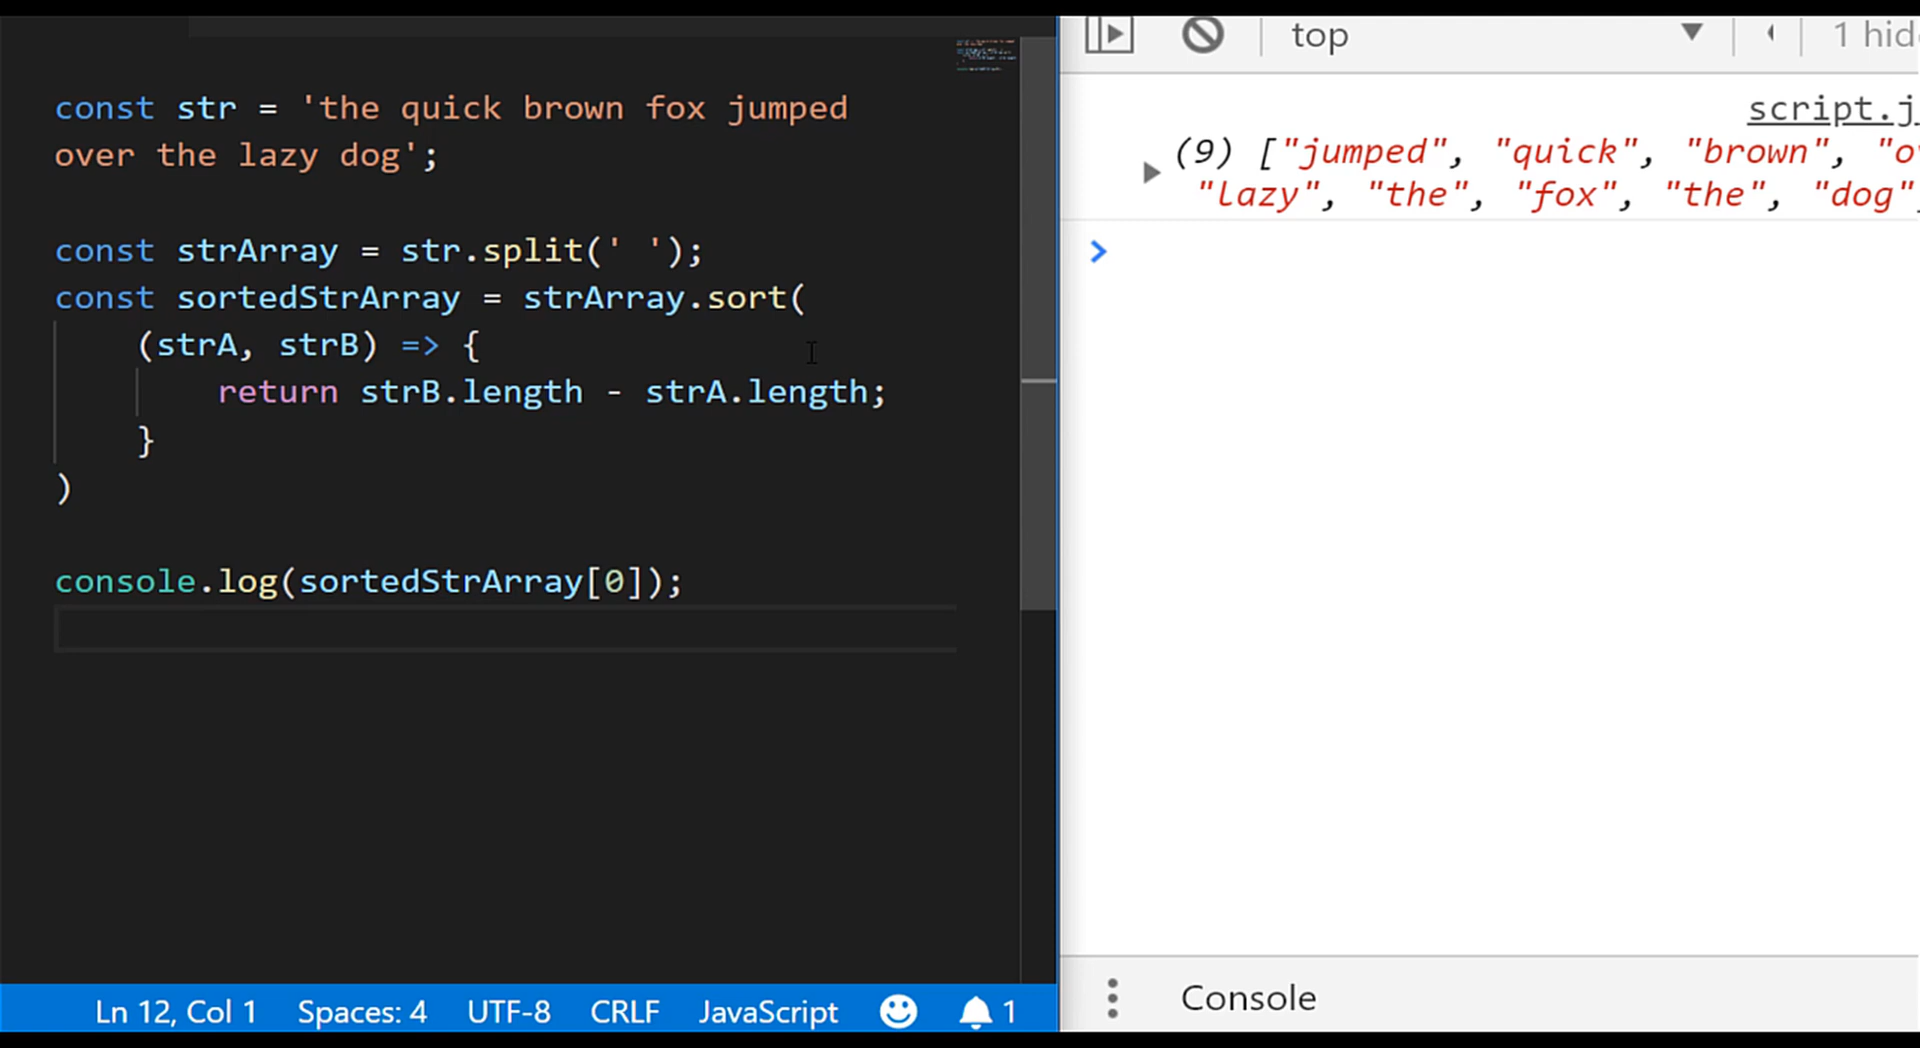 const str = 'the quick brown fox jumped
over the lazy dog';
const strArray = str.split(' ');
const sortedStrArray = strArray.sort(
(strA, strB) => {
return strB.length - strA.length;
}
)
console.log(sortedStrArray[0]);
Ln 12, Col 1 Spaces: 4 UTF-8 CRLF JavaScript 1
top 1 hid
script.j
(9) ["jumped", "quick", "brown", "o
"lazy", "the", "fox", "the", "dog"
>
Console